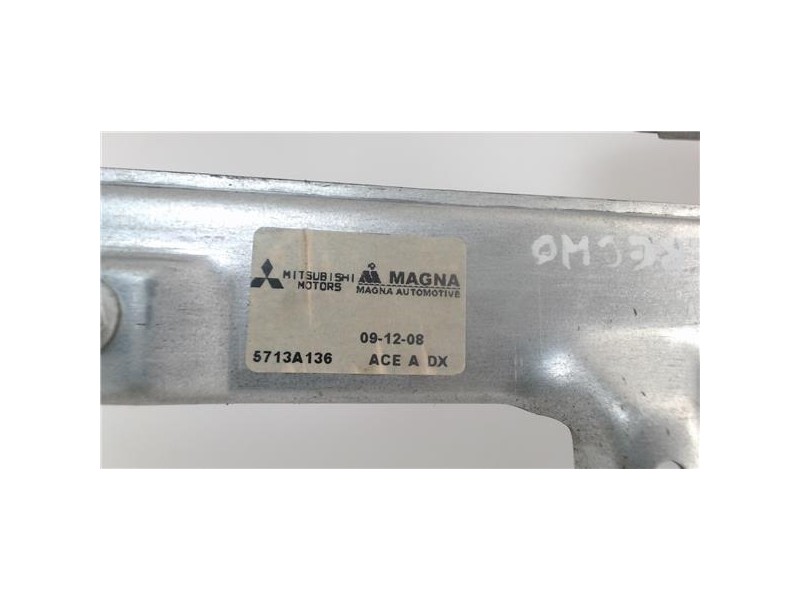 MITSUBISHI
MOTORS
MAGNA
MAGNA AUTOMOTIVE
09-12-08
5713A136 ACE A DX